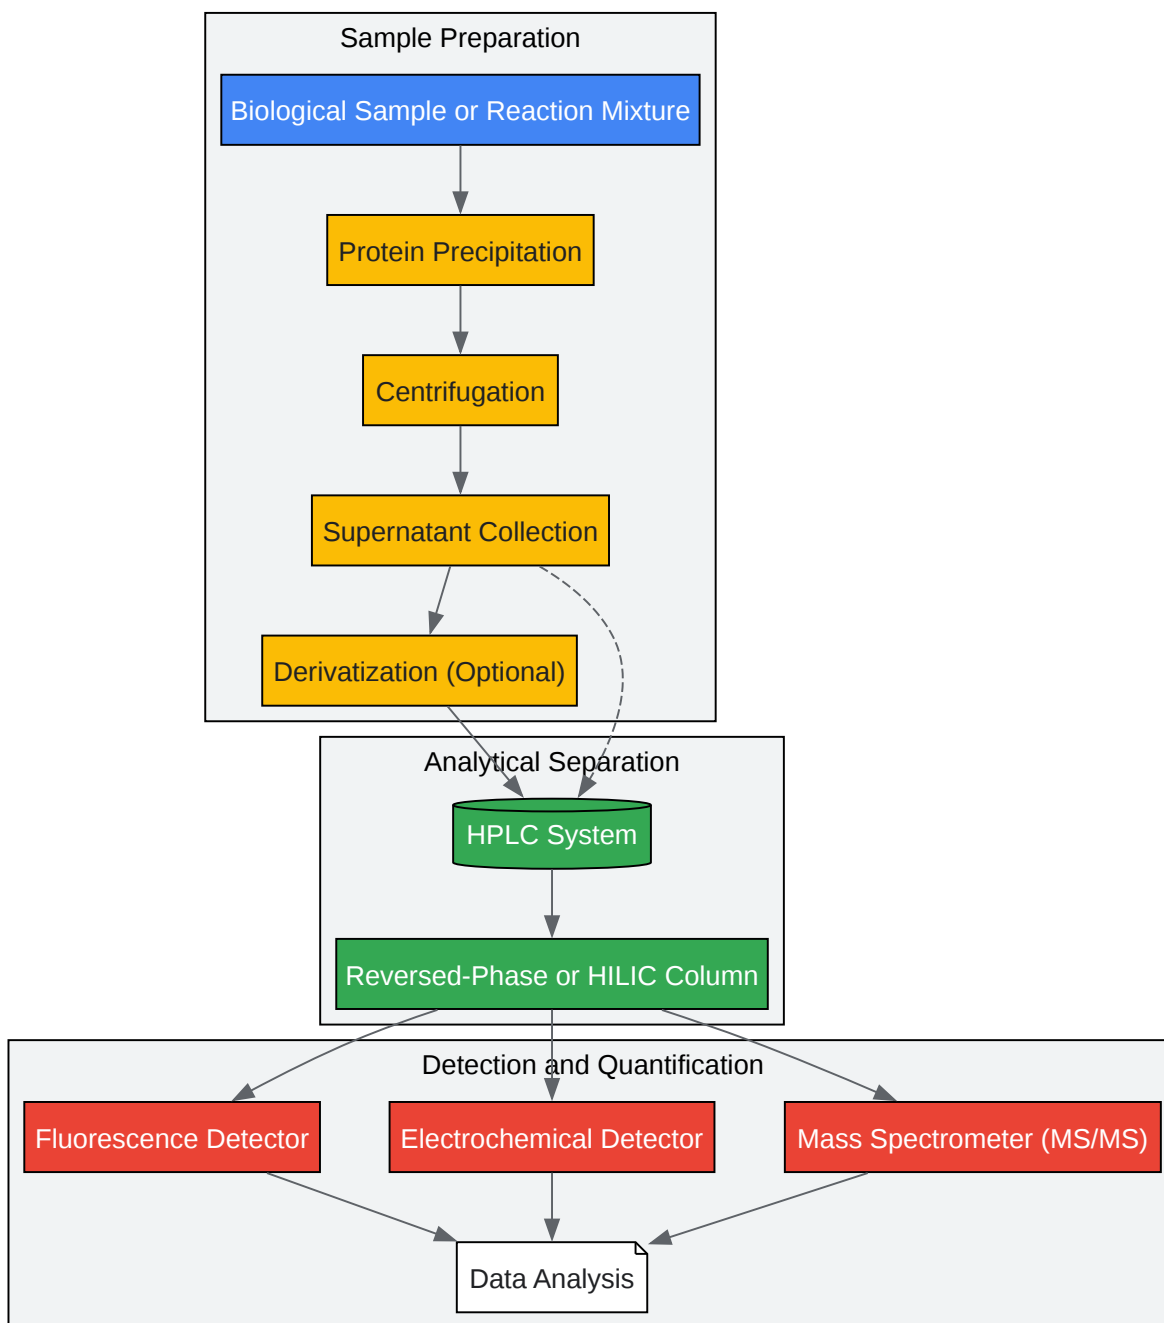 Sample Preparation
Biological Sample or Reaction Mixture
Protein Precipitation
Centrifugation
Supernatant Collection
Derivatization (Optional)
Analytical Separation
HPLC System
Reversed-Phase or HILIC Column
Detection and Quantification
Fluorescence Detector
Electrochemical Detector
Mass Spectrometer (MS/MS)
Data Analysis